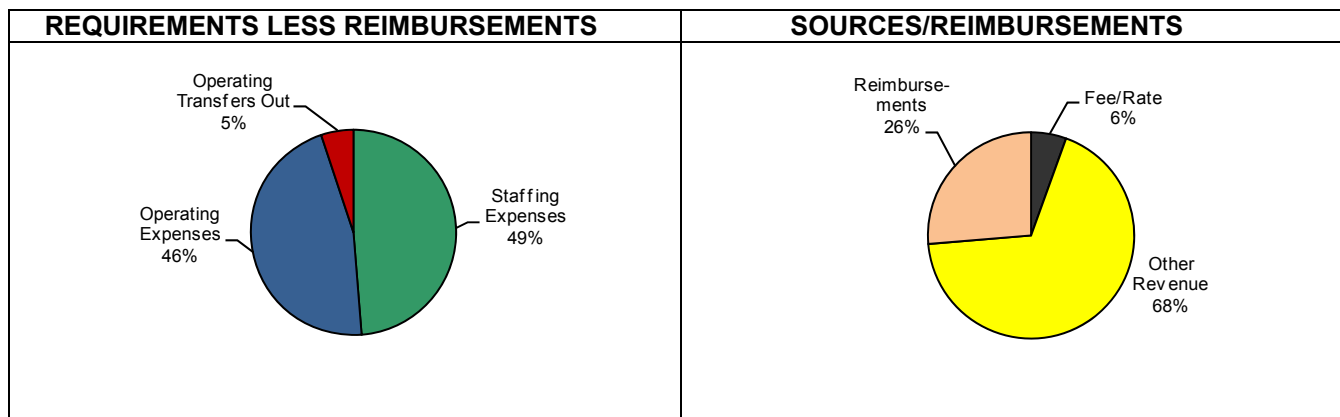 REQUIREMENTS LESS REIMBURSEMENTS
Operating
Transfers Out
5%
Operating
Expenses
46%
Staffing
Expenses
49%
SOURCES/REIMBURSEMENTS
Reimburse-
ments
26%
Fee/Rate
6%
Other
Revenue
68%